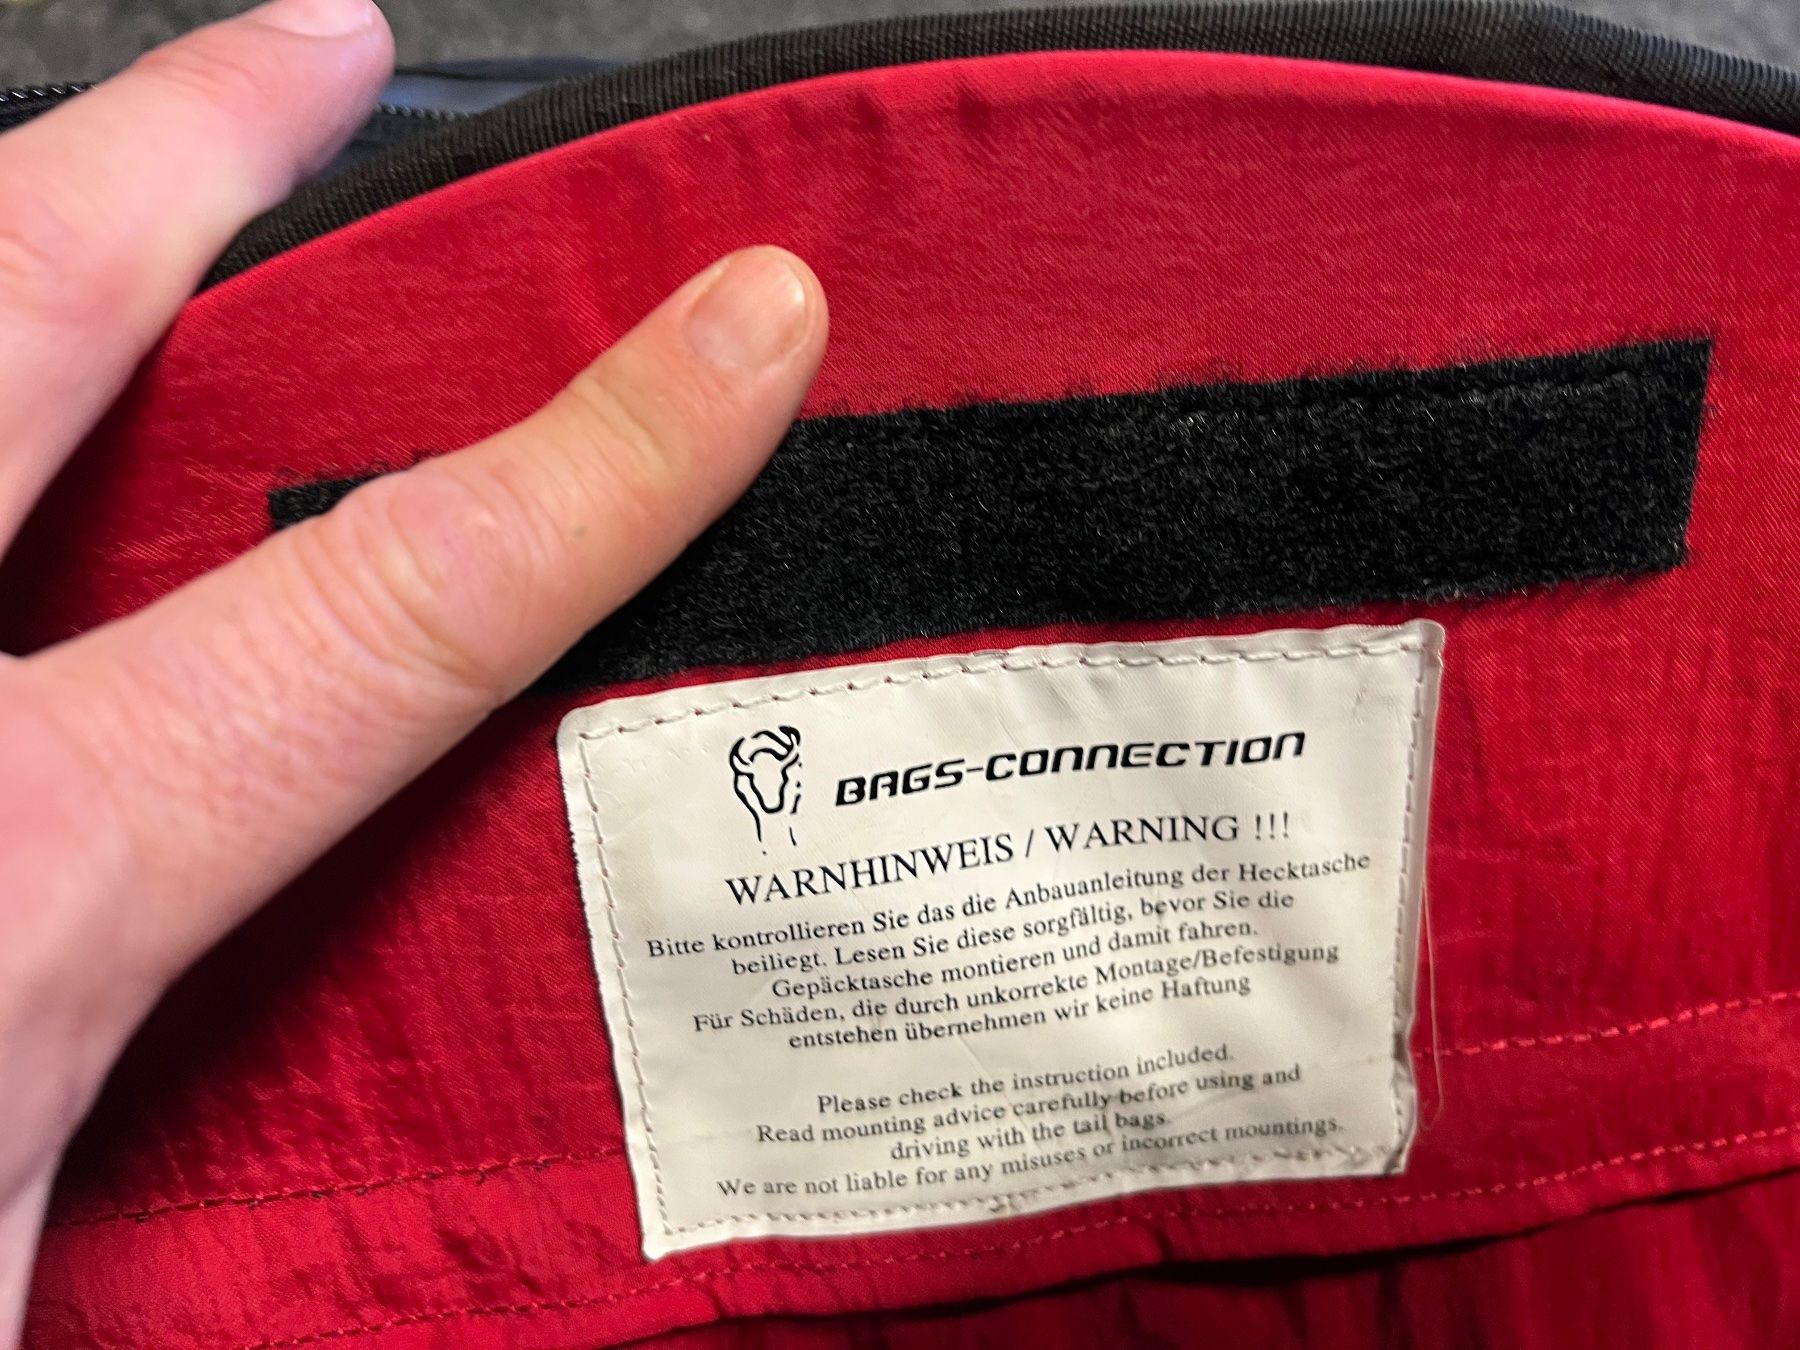 BAGS-CONNECTION
WARNHINWEIS / WARNING !!!
Bitte kontrollieren Sie das die Anbauanleitung der Hecktasche
beiliegt. Lesen Sie diese sorgfältig, bevor Sie die
Gepäcktasche montieren und damit fahren.
Für Schäden, die durch unkorrekte Montage/Befestigung
entstehen übernehmen wir keine Haftung
Please check the instruction included.
Read mounting advice carefully before using and
driving with the tail bags.
We are not liable for any misuses or incorrect mountings.